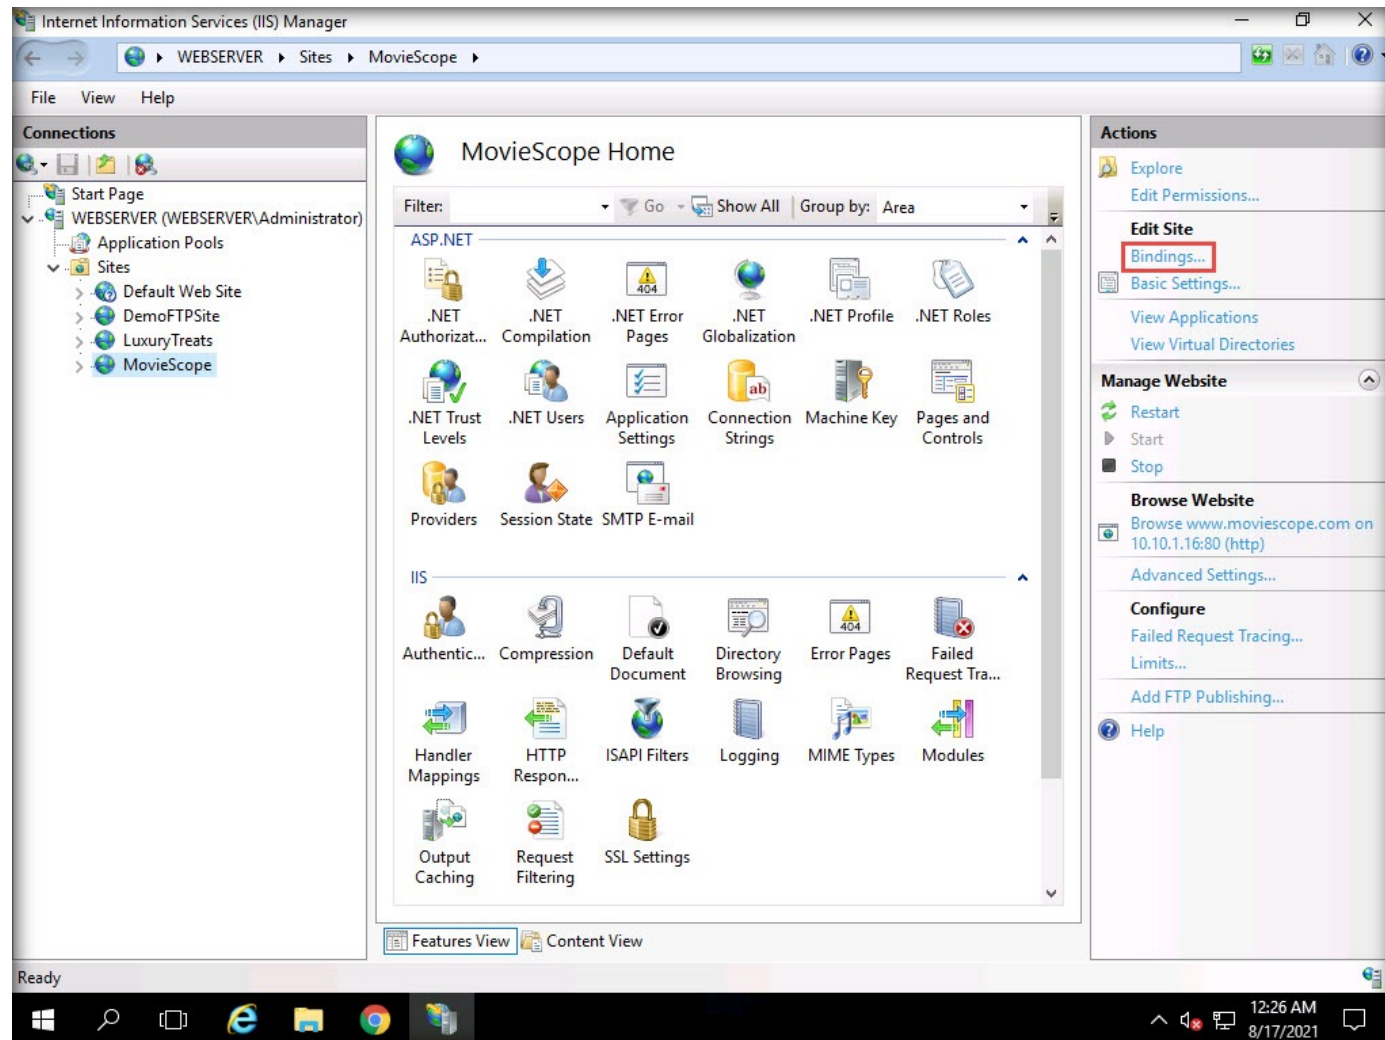 Internet Information Services (IIS) Manager
WEBSERVER Sites MovieScope
File View Help
Connections
Start Page
WEBSERVER (WEBSERVER\Administrator)
Application Pools
Sites
Default Web Site
DemoFTPSite
LuxuryTreats
MovieScope
MovieScope Home
Filter: Go Show All Group by: Area
ASP.NET
.NET Authorizat...
.NET Compilation
.NET Error Pages
.NET Globalization
.NET Profile
.NET Roles
.NET Trust Levels
.NET Users
Application Settings
Connection Strings
Machine Key
Pages and Controls
Providers
Session State
SMTP E-mail
IIS
Authentic...
Compression
Default Document
Directory Browsing
Error Pages
Failed Request Tra...
Handler Mappings
HTTP Respon...
ISAPI Filters
Logging
MIME Types
Modules
Output Caching
Request Filtering
SSL Settings
Features View Content View
Actions
Explore
Edit Permissions...
Edit Site
Bindings...
Basic Settings...
View Applications
View Virtual Directories
Manage Website
Restart
Start
Stop
Browse Website
Browse www.moviescope.com on
10.10.1.16:80 (http)
Advanced Settings...
Configure
Failed Request Tracing...
Limits...
Add FTP Publishing...
Help
Ready
12:26 AM
8/17/2021